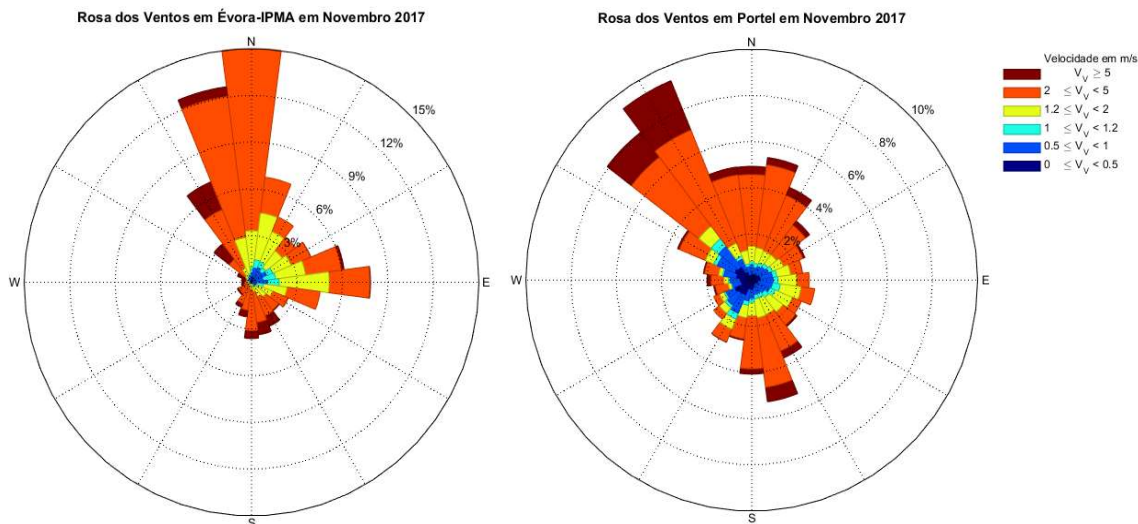 Rosa dos Ventos em Évora-IPMA em Novembro 2017
N
15%
12%
9%
6%
3%
W
E
S
Rosa dos Ventos em Portel em Novembro 2017
N
10%
8%
6%
4%
2%
W
E
S
Velocidade em m/s
V_V ≥ 5
2 ≤ V_V < 5
1.2 ≤ V_V < 2
1 ≤ V_V < 1.2
0.5 ≤ V_V < 1
0 ≤ V_V < 0.5